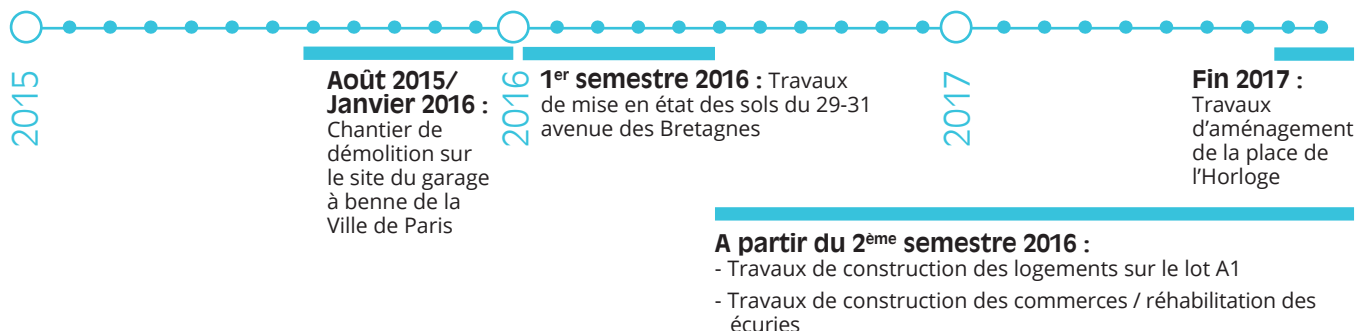 2015
Août 2015/
Janvier 2016 :
Chantier de
démolition sur
le site du garage
à benne de la
Ville de Paris
2016
1er semestre 2016 : Travaux
de mise en état des sols du 29-31
avenue des Bretagnes
2017
Fin 2017 :
Travaux
d’aménagement
de la place de
l’Horloge
A partir du 2ème semestre 2016 :
- Travaux de construction des logements sur le lot A1
- Travaux de construction des commerces / réhabilitation des
écuries